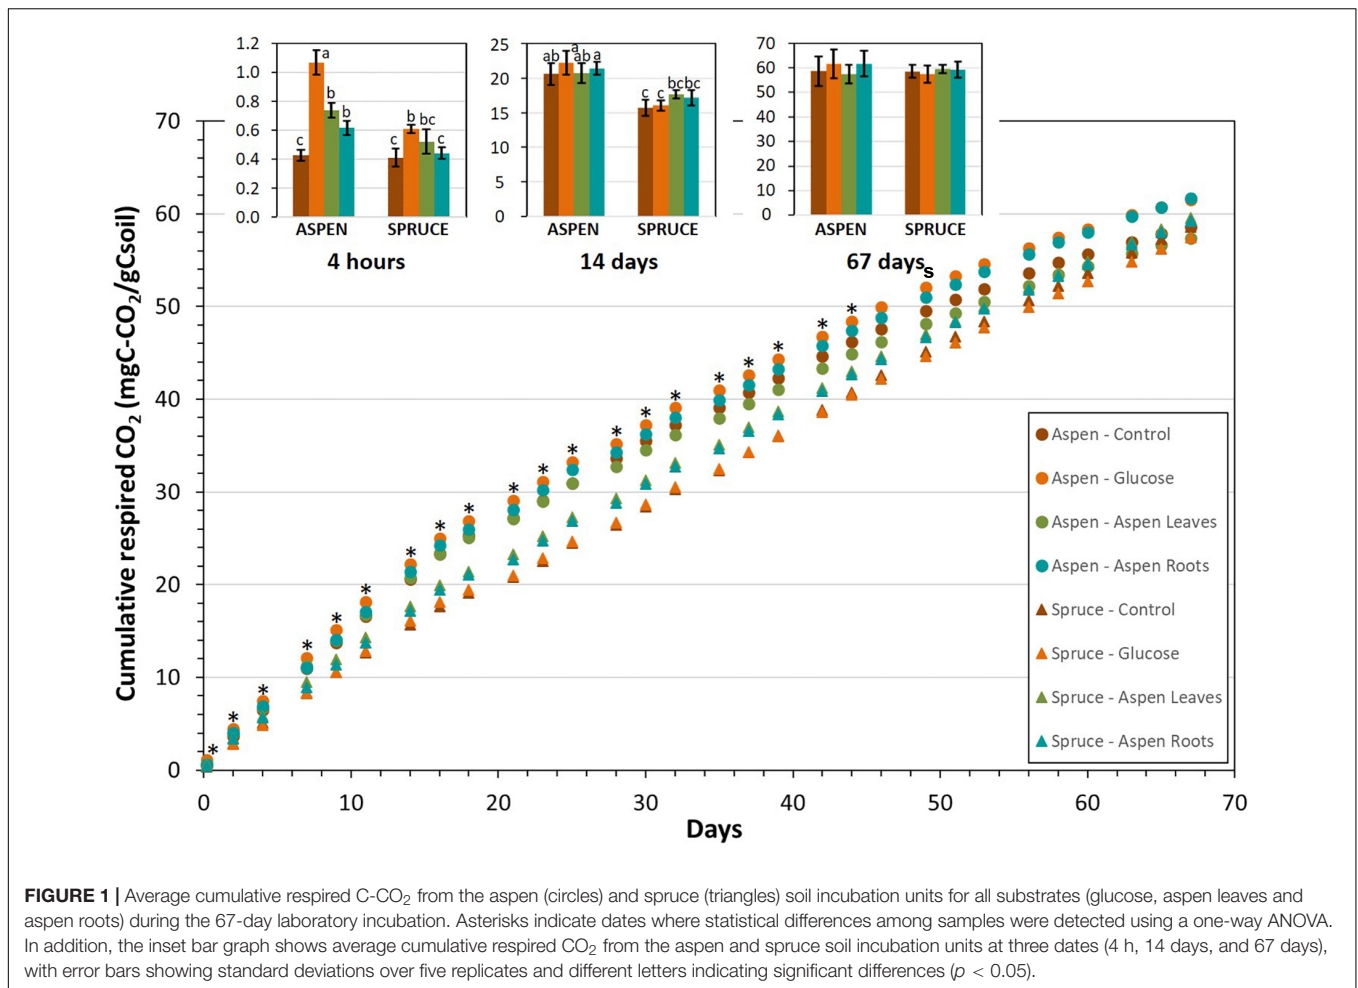 1.2
1.0
0.8
0.6
0.4
0.2
0.0
a
b
b
c
b
bc
c
c
ASPEN SPRUCE
4 hours
25
20
15
10
5
0
ab
a
ab
a
c
c
bc
bc
ASPEN SPRUCE
14 days
70
60
50
40
30
20
10
0
ASPEN SPRUCE
67 days
s
Cumulative respired CO₂ (mgC-CO₂/gCsoil)
70
60
50
40
30
20
10
0
* * * * * * * * * * * * * * * * * * * *
Aspen - Control
Aspen - Glucose
Aspen - Aspen Leaves
Aspen - Aspen Roots
Spruce - Control
Spruce - Glucose
Spruce - Aspen Leaves
Spruce - Aspen Roots
0 10 20 30 40 50 60 70
Days
FIGURE 1 | Average cumulative respired C-CO₂ from the aspen (circles) and spruce (triangles) soil incubation units for all substrates (glucose, aspen leaves and
aspen roots) during the 67-day laboratory incubation. Asterisks indicate dates where statistical differences among samples were detected using a one-way ANOVA.
In addition, the inset bar graph shows average cumulative respired CO₂ from the aspen and spruce soil incubation units at three dates (4 h, 14 days, and 67 days),
with error bars showing standard deviations over five replicates and different letters indicating significant differences (p < 0.05).